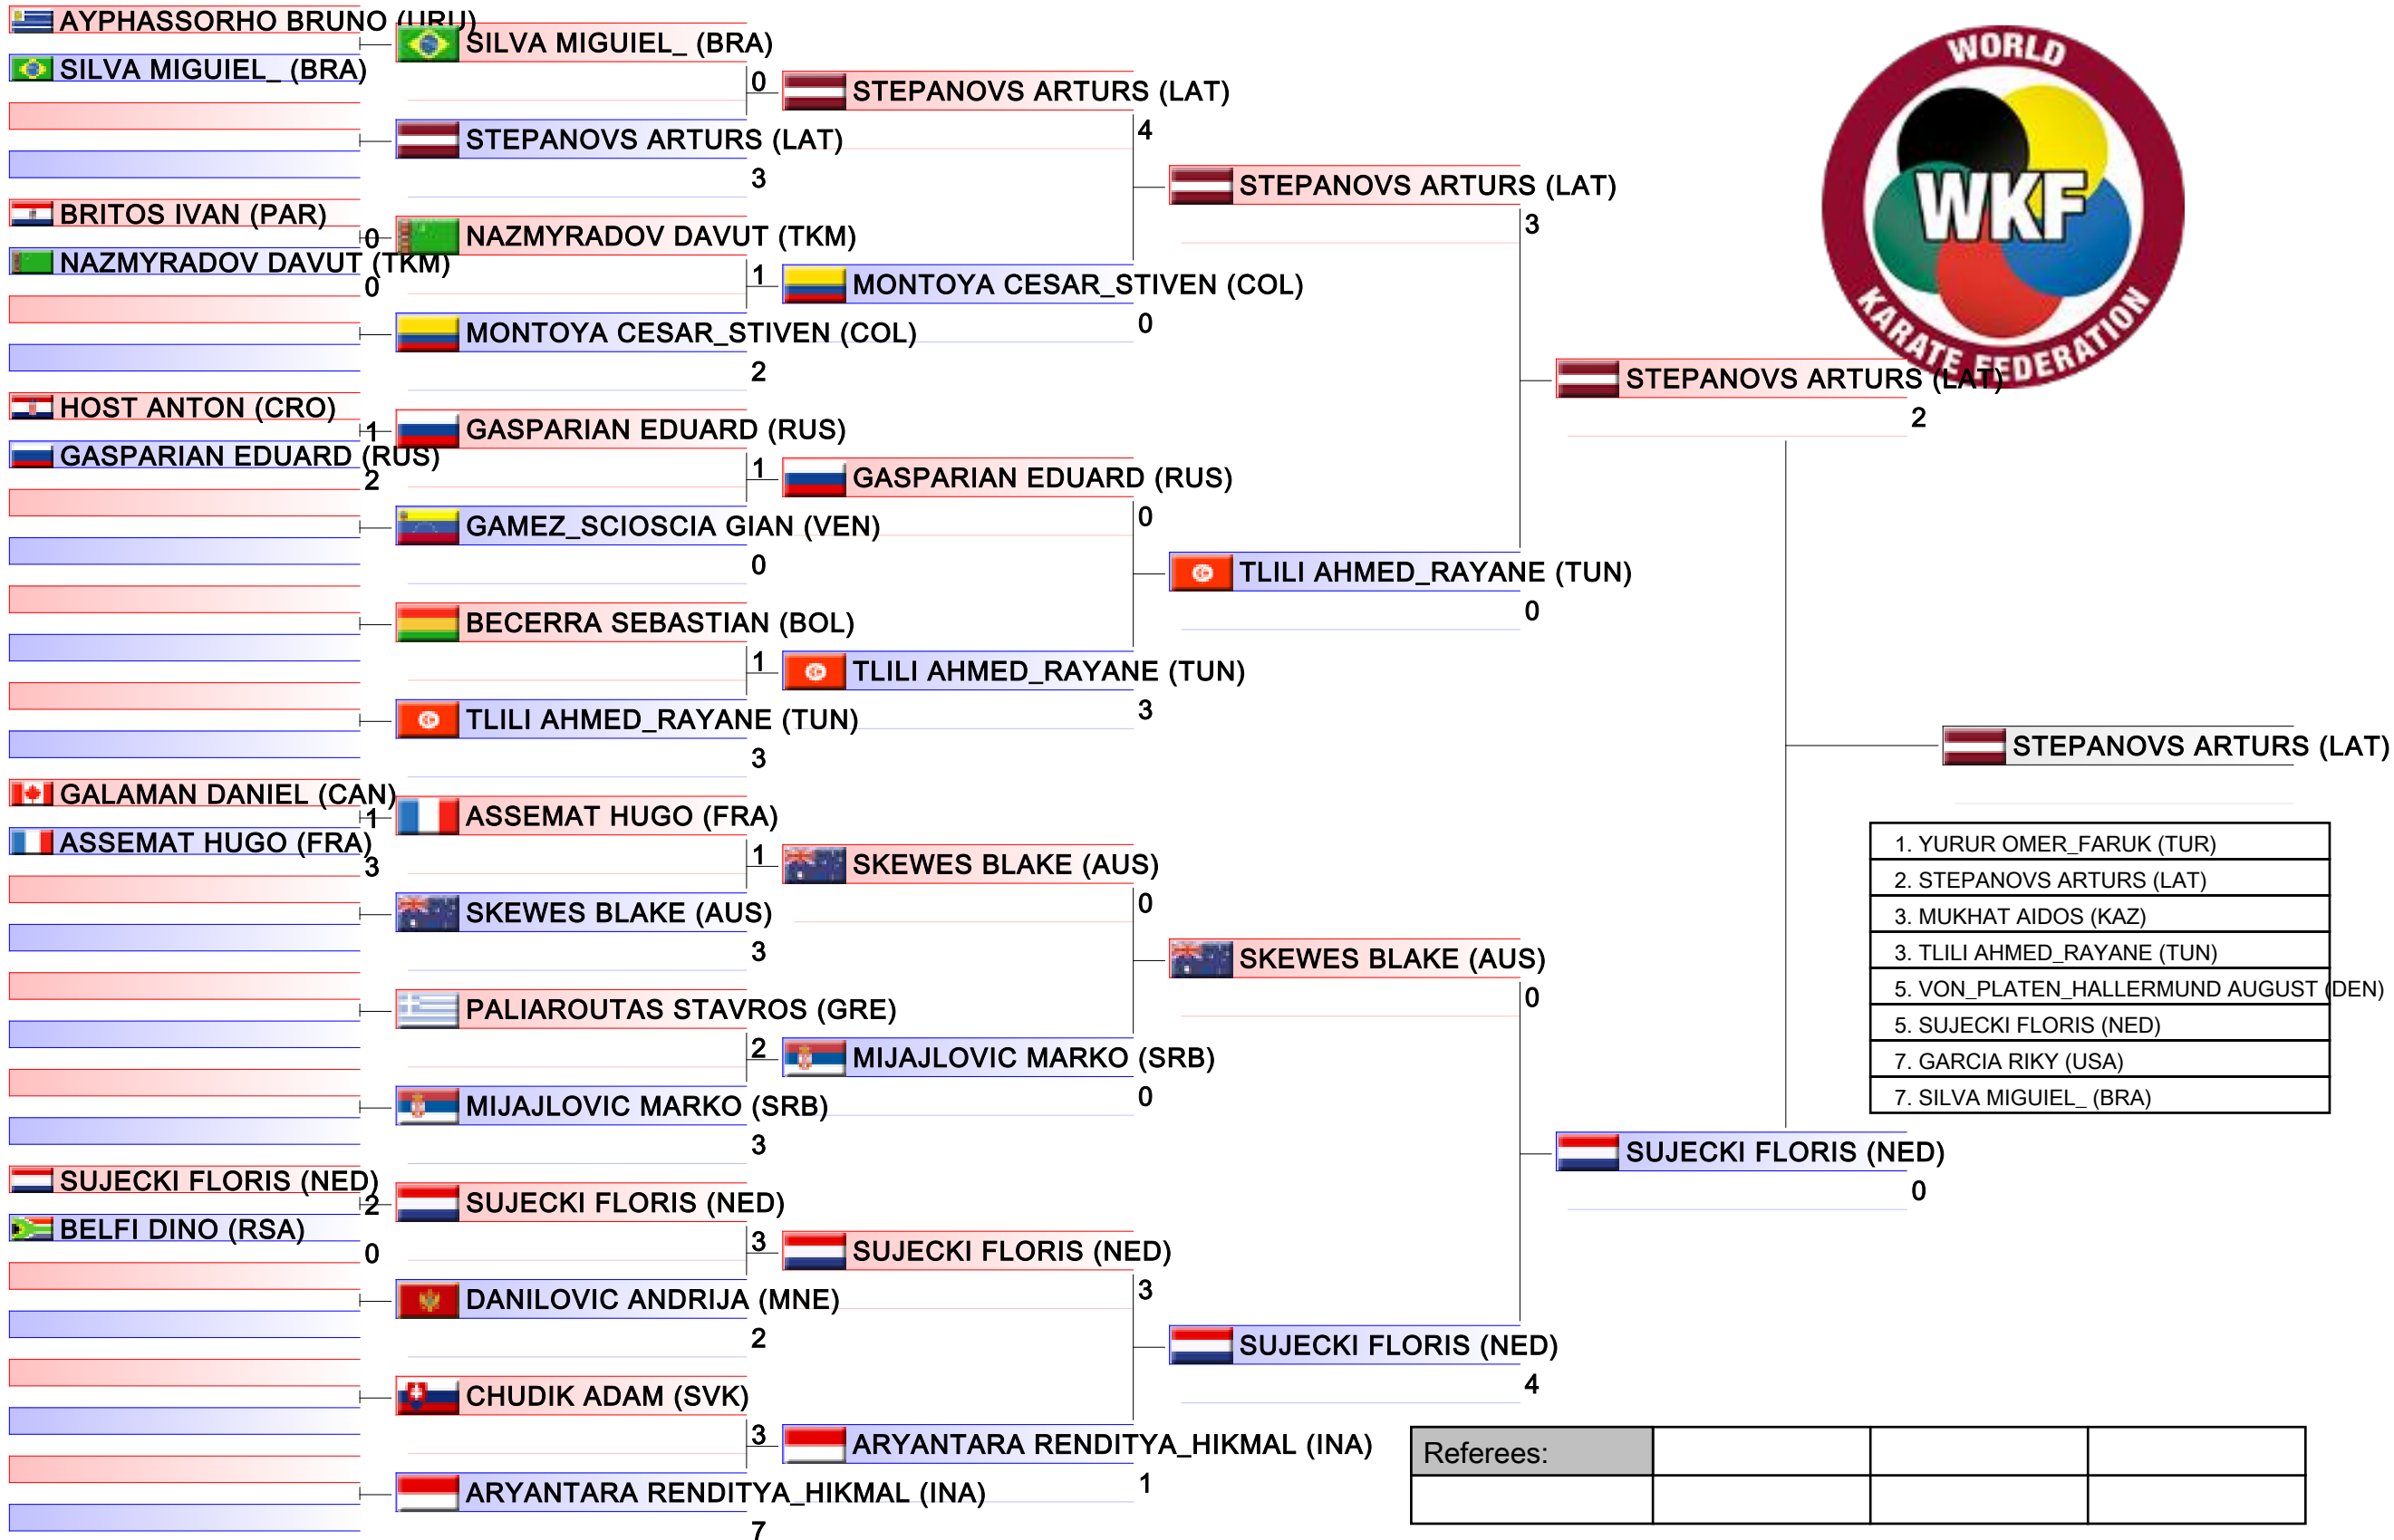 AYPHASSORHO BRUNO (URU)
SILVA MIGUIEL_ (BRA)
BRITOS IVAN (PAR)
0
NAZMYRADOV DAVUT (TKM)
0
HOST ANTON (CRO)
1
GASPARIAN EDUARD (RUS)
2
GALAMAN DANIEL (CAN)
1
ASSEMAT HUGO (FRA)
3
SUJECKI FLORIS (NED)
2
BELFI DINO (RSA)
0
SILVA MIGUIEL_ (BRA)
0
STEPANOVS ARTURS (LAT)
3
NAZMYRADOV DAVUT (TKM)
1
MONTOYA CESAR_STIVEN (COL)
2
GASPARIAN EDUARD (RUS)
1
GAMEZ_SCIOSCIA GIAN (VEN)
0
BECERRA SEBASTIAN (BOL)
1
TLILI AHMED_RAYANE (TUN)
3
ASSEMAT HUGO (FRA)
1
SKEWES BLAKE (AUS)
3
PALIAROUTAS STAVROS (GRE)
2
MIJAJLOVIC MARKO (SRB)
3
SUJECKI FLORIS (NED)
3
DANILOVIC ANDRIJA (MNE)
2
CHUDIK ADAM (SVK)
3
ARYANTARA RENDITYA_HIKMAL (INA)
7
STEPANOVS ARTURS (LAT)
4
MONTOYA CESAR_STIVEN (COL)
0
GASPARIAN EDUARD (RUS)
0
TLILI AHMED_RAYANE (TUN)
3
SKEWES BLAKE (AUS)
0
MIJAJLOVIC MARKO (SRB)
0
SUJECKI FLORIS (NED)
3
ARYANTARA RENDITYA_HIKMAL (INA)
1
STEPANOVS ARTURS (LAT)
3
TLILI AHMED_RAYANE (TUN)
0
SKEWES BLAKE (AUS)
0
SUJECKI FLORIS (NED)
4
STEPANOVS ARTURS (LAT)
2
SUJECKI FLORIS (NED)
0
STEPANOVS ARTURS (LAT)
WORLD
WKF
KARATE FEDERATION
1. YURUR OMER_FARUK (TUR)
2. STEPANOVS ARTURS (LAT)
3. MUKHAT AIDOS (KAZ)
3. TLILI AHMED_RAYANE (TUN)
5. VON_PLATEN_HALLERMUND AUGUST (DEN)
5. SUJECKI FLORIS (NED)
7. GARCIA RIKY (USA)
7. SILVA MIGUIEL_ (BRA)
Referees: